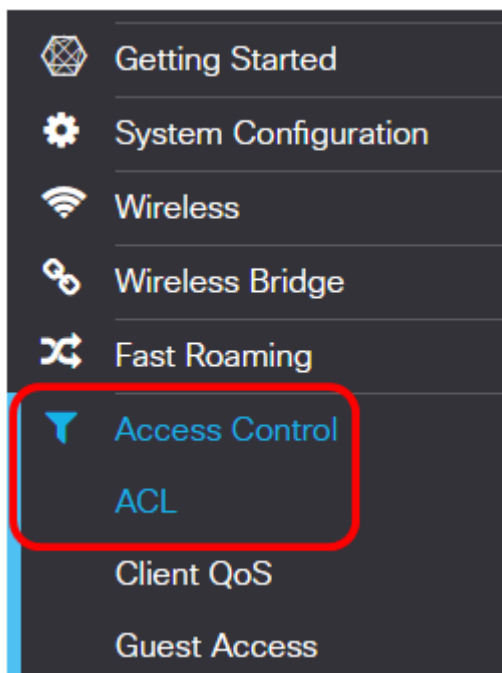 Getting Started
System Configuration
Wireless
Wireless Bridge
Fast Roaming
Access Control
ACL
Client QoS
Guest Access